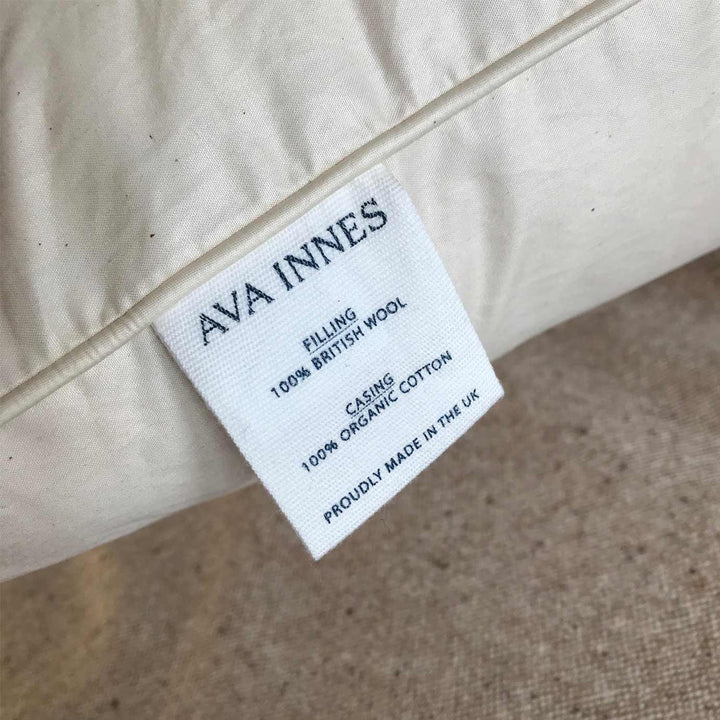 AVA INNES
FILLING
100% BRITISH WOOL
CASING
100% ORGANIC COTTON
PROUDLY MADE IN THE UK